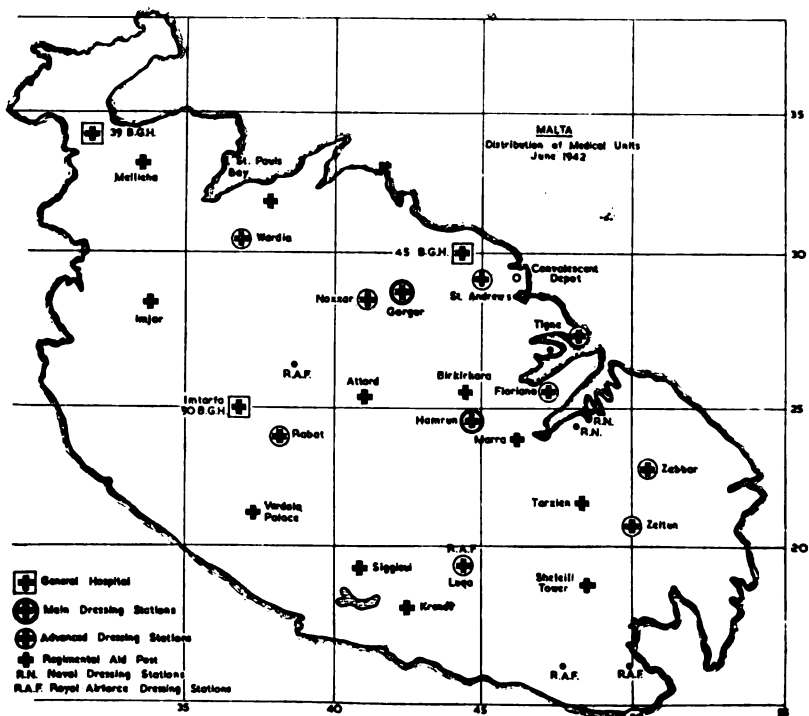 MALTA
Distribution of Medical Units
June 1942
35
39 B.G.H.
Mellieha
St. Pauls
Bay
Wardia
30
45 B.G.H.
Convalescent
Depot
St. Andrews
Naxxar
Gargur
Imjar
Tigne
R.A.F.
Attard
Birkirkara
Floriana
Imtarfa
90 B.G.H.
25
Hamrun
Marra
R.N.
R.N.
Rabat
Zabbar
Verdala
Palace
Tarxien
Zeitun
20
R.A.F
Luqa
Siggiewi
Sheleili
Tower
Krendi
R.A.F.
R.A.F.
General Hospital
Main Dressing Stations
Advanced Dressing Stations
Regimental Aid Post
R.N. Naval Dressing Stations
R.A.F. Royal Airforce Dressing Stations
35
40
45
50